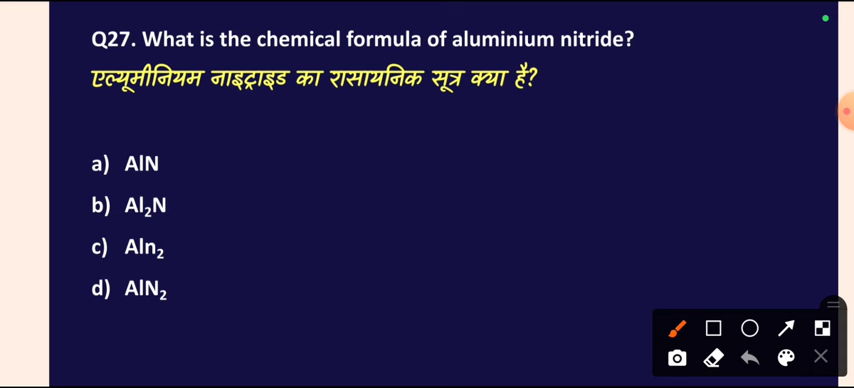 Q27. What is the chemical formula of aluminium nitride?
एल्यूमीनियम नाइट्राइड का रासायनिक सूत्र क्या है?
a) AlN
b) Al₂N
c) Aln₂
d) AlN₂